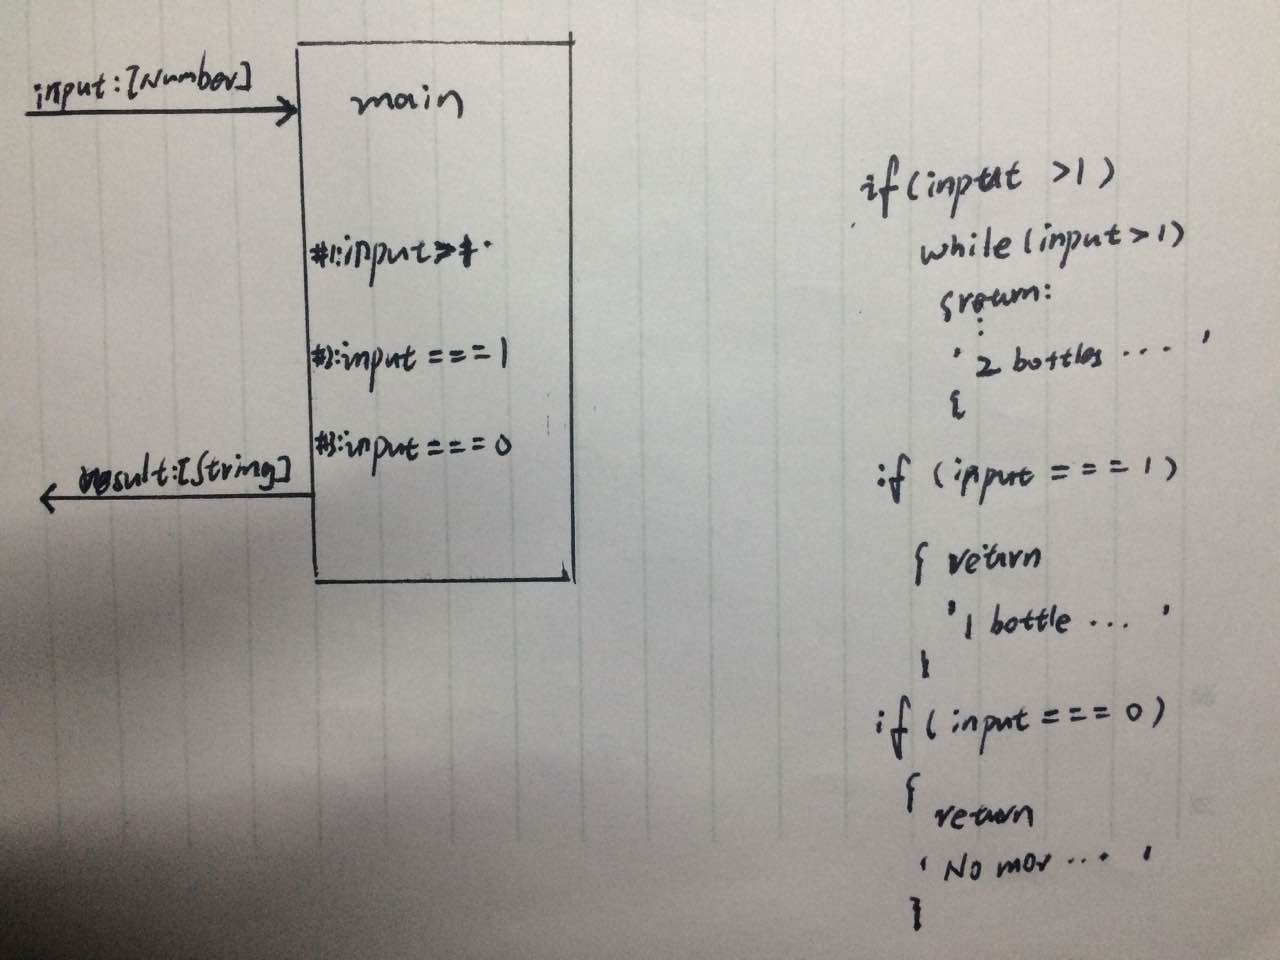 input:[Number]
main
#1:input>1
#2:input===1
#3:input===0
result:[String]
if(input >1)
while(input>1)
{return:
:
' 2 bottles ... '
{
if (input === 1)
{ return
'1 bottle ... '
}
if(input === 0)
{
return
' No mor ... '
}